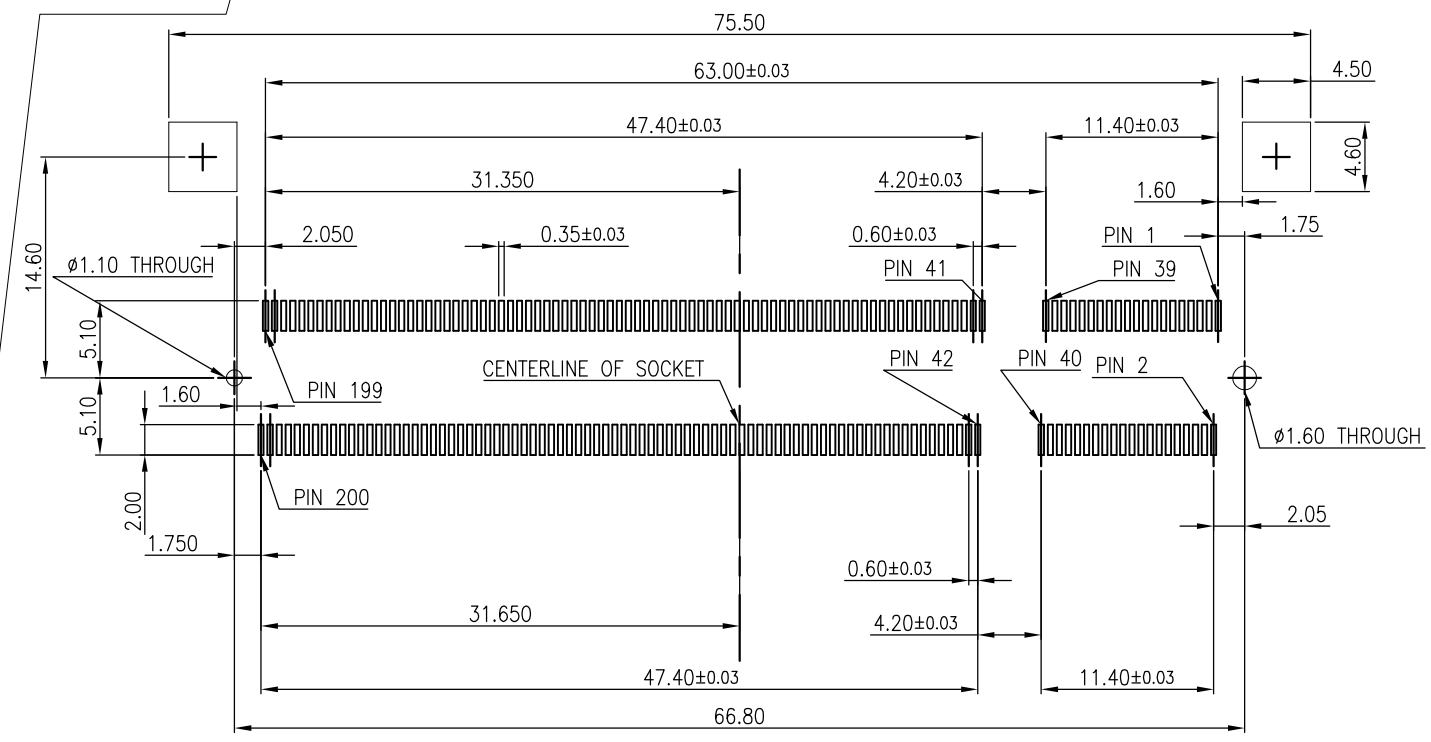 75.50
63.00±0.03
4.50
47.40±0.03
11.40±0.03
4.60
31.350
4.20±0.03
1.60
2.050
0.35±0.03
0.60±0.03
PIN 1
1.75
14.60
ø1.10 THROUGH
PIN 41
PIN 39
5.10
CENTERLINE OF SOCKET
PIN 42
PIN 40
PIN 2
1.60
PIN 199
5.10
ø1.60 THROUGH
PIN 200
2.00
2.05
1.750
0.60±0.03
31.650
4.20±0.03
47.40±0.03
11.40±0.03
66.80